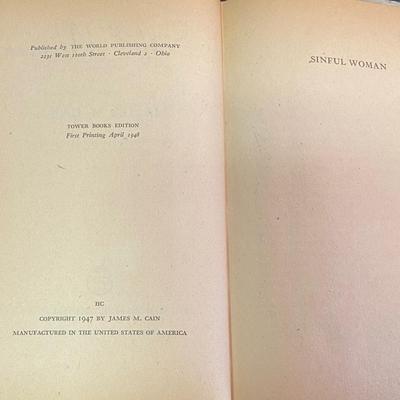 Published by THE WORLD PUBLISHING COMPANY
2231 West 110th Street · Cleveland 2 · Ohio
TOWER BOOKS EDITION
First Printing April 1948
HC
COPYRIGHT 1947 BY JAMES M. CAIN
MANUFACTURED IN THE UNITED STATES OF AMERICA
SINFUL WOMAN